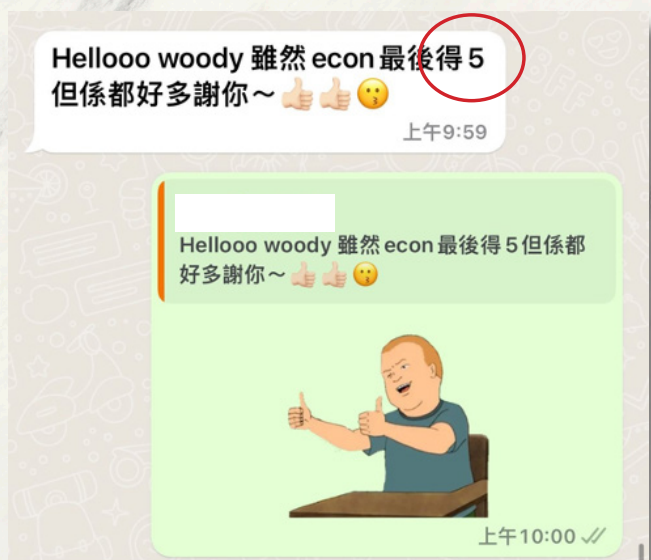 Hellooo woody 雖然 econ 最後得 5
但係都好多謝你～👍🏻👍🏻😗
上午9:59
Hellooo woody 雖然 econ 最後得 5 但係都
好多謝你～👍🏻👍🏻😗
上午10:00